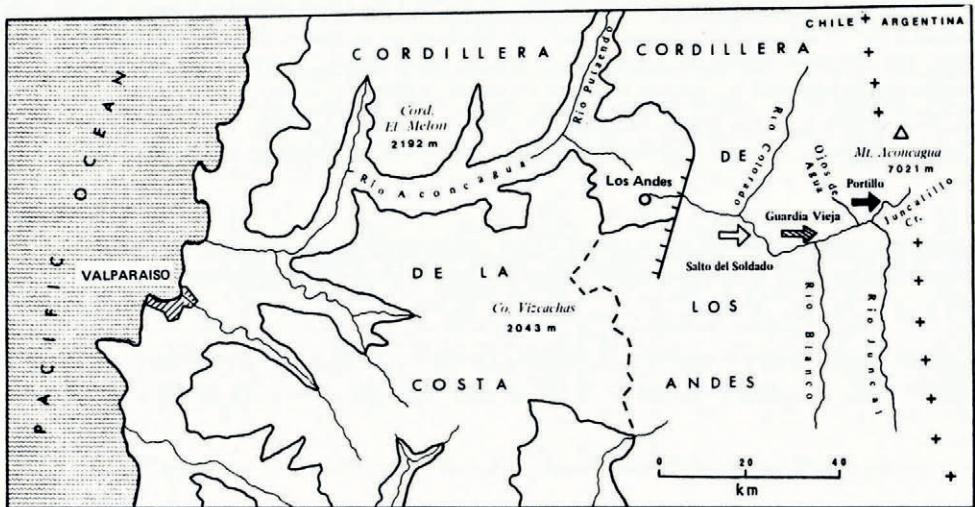 CHILE ARGENTINA
CORDILLERA
CORDILLERA
PACIFIC OCEAN
Cord.
El Melon
2192 m
Rio Putaendo
Rio Aconcagua
DE
Rio Colorado
Ojos de
Agua
Mt. Aconcagua
7021 m
Portillo
Juncalillo
Cr.
Los Andes
Guardia Vieja
Salto del Soldado
VALPARAISO
DE LA
Co. Vizcachas
2043 m
LOS
Rio Blanco
Rio Juncal
COSTA
ANDES
0 20 40
km